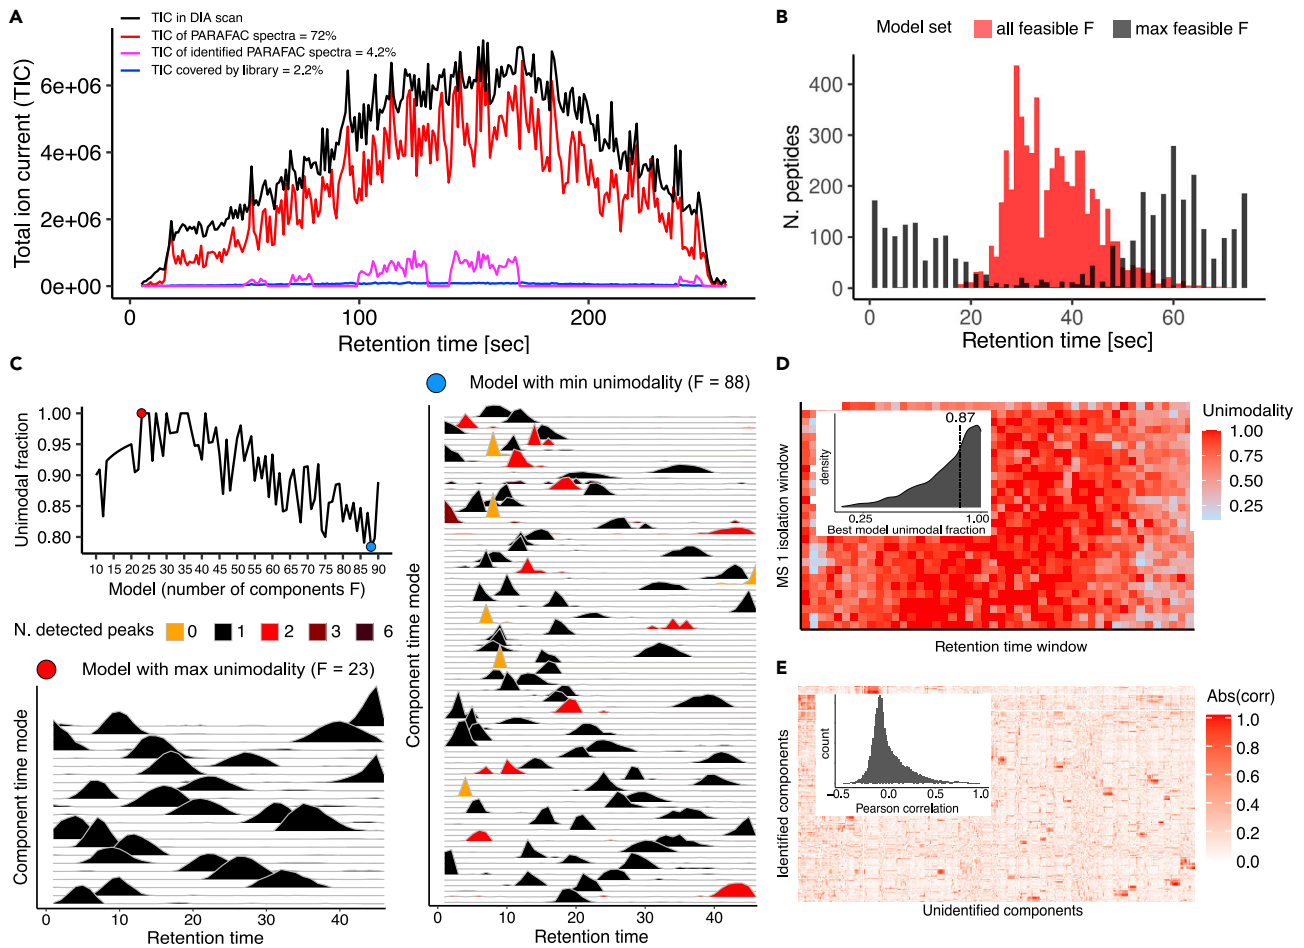 A
TIC in DIA scan
TIC of PARAFAC spectra = 72%
TIC of identified PARAFAC spectra = 4.2%
TIC covered by library = 2.2%
Total ion current (TIC)
6e+06
4e+06
2e+06
0e+00
0 100 200
Retention time [sec]
B
Model set all feasible F max feasible F
N. peptides
400
300
200
100
0
0 20 40 60
Retention time [sec]
C
Unimodal fraction
1.00
0.95
0.90
0.85
0.80
10 15 20 25 30 35 40 45 50 55 60 65 70 75 80 85 90
Model (number of components F)
N. detected peaks 0 1 2 3 6
Model with max unimodality (F = 23)
Component time mode
0 10 20 30 40
Retention time
Model with min unimodality (F = 88)
Component time mode
0 10 20 30 40
Retention time
D
MS 1 isolation window
0.87
density
0.25 1.00
Best model unimodal fraction
Retention time window
Unimodality
1.00
0.75
0.50
0.25
E
Identified components
count
−0.5 0.0 0.5 1.0
Pearson correlation
Unidentified components
Abs(corr)
1.0
0.8
0.6
0.4
0.2
0.0